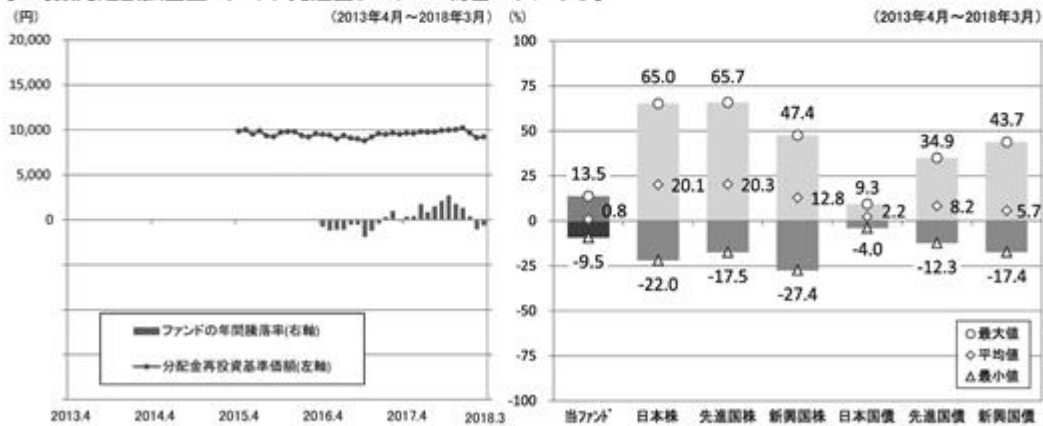 (円)
(2013年4月～2018年3月)
20,000
15,000
10,000
5,000
0
ファンドの年間騰落率(右軸)
分配金再投資基準価額(左軸)
2013.4 2014.4 2015.4 2016.4 2017.4 2018.3
(%)
(2013年4月～2018年3月)
100
75
50
25
0
-25
-50
-75
-100
65.0 65.7 47.4 43.7
34.9
13.5 9.3
20.1 20.3 12.8 8.2 5.7
0.8 2.2
-9.5 -4.0
-22.0 -17.5 -27.4 -12.3 -17.4
最大値
平均値
最小値
当ファンド 日本株 先進国株 新興国株 日本国債 先進国債 新興国債